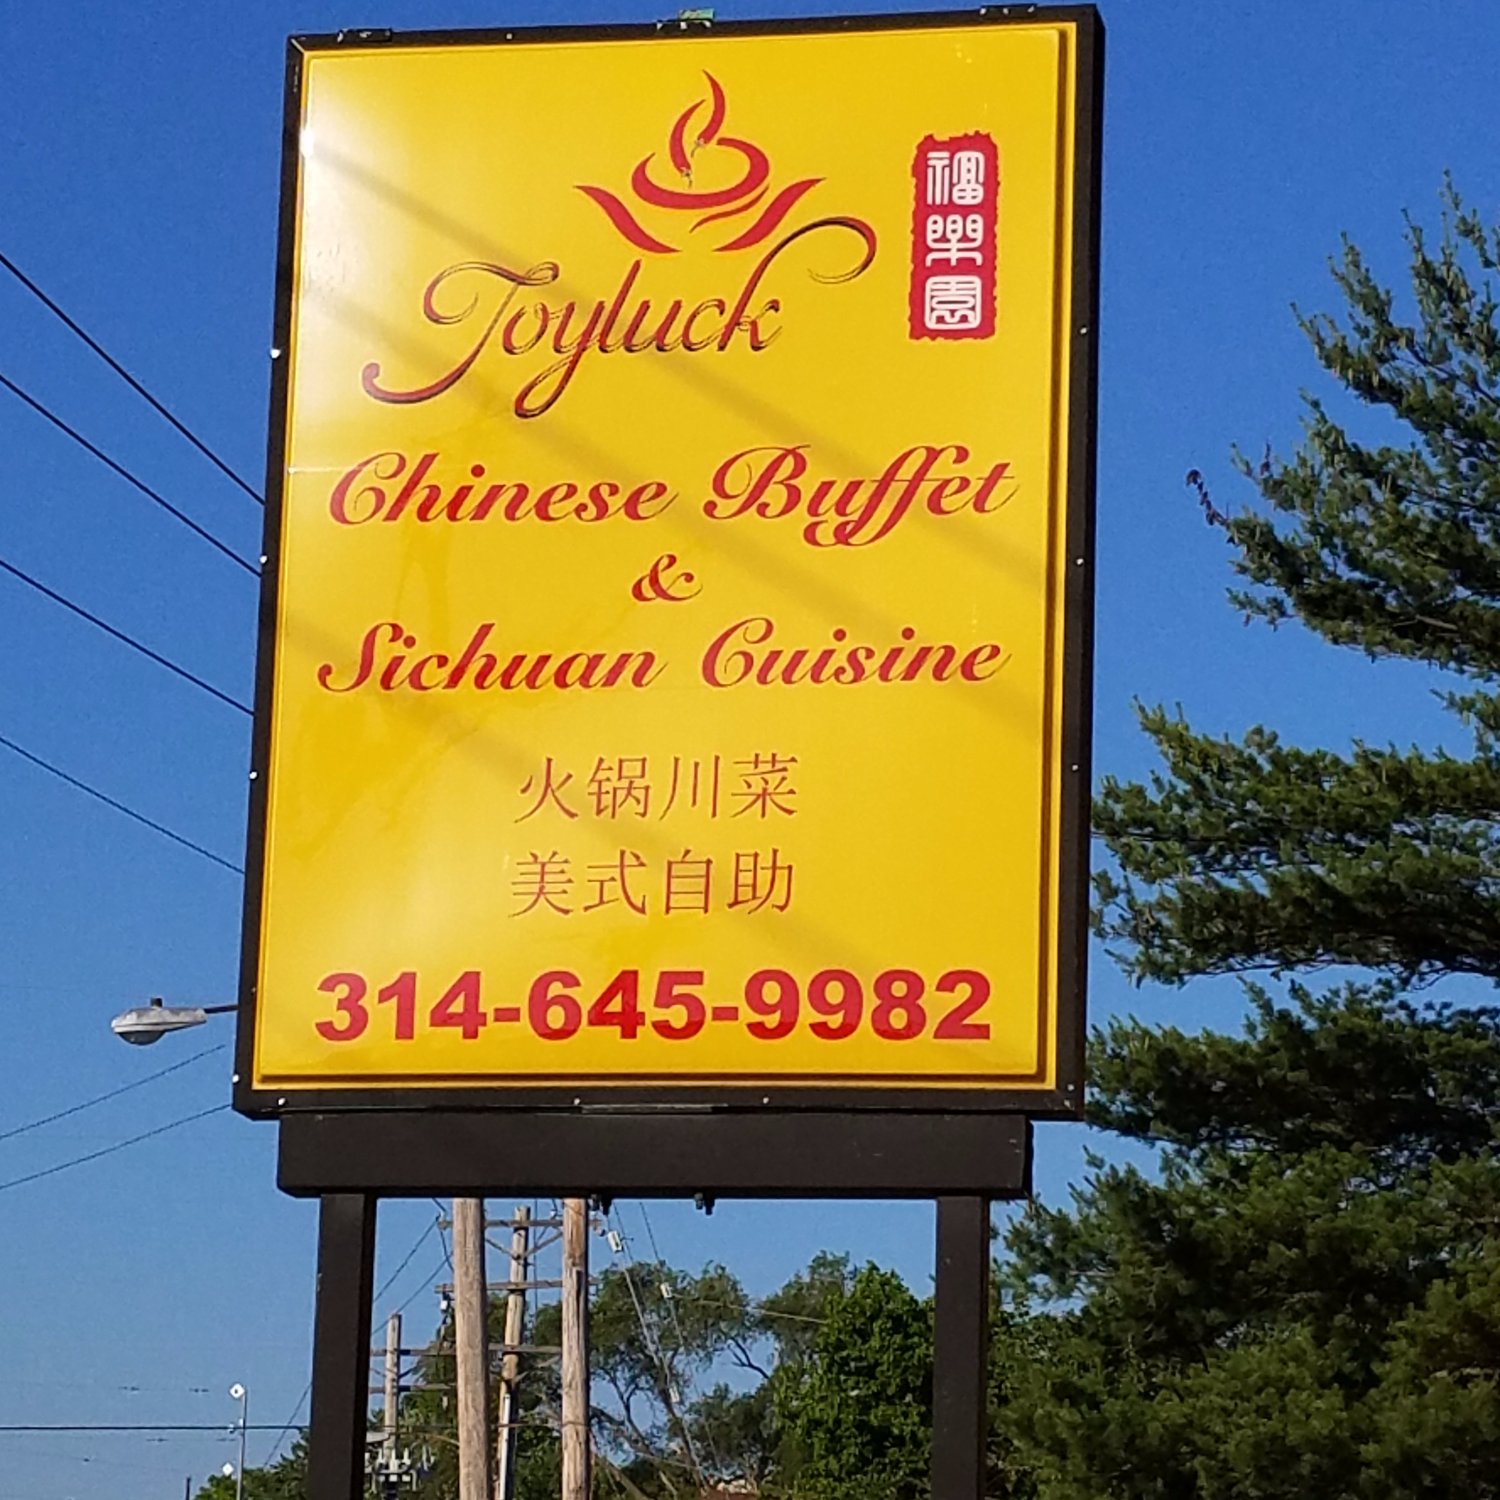 Joyluck
福樂園
Chinese Buffet
&
Sichuan Cuisine
火锅川菜
美式自助
314-645-9982